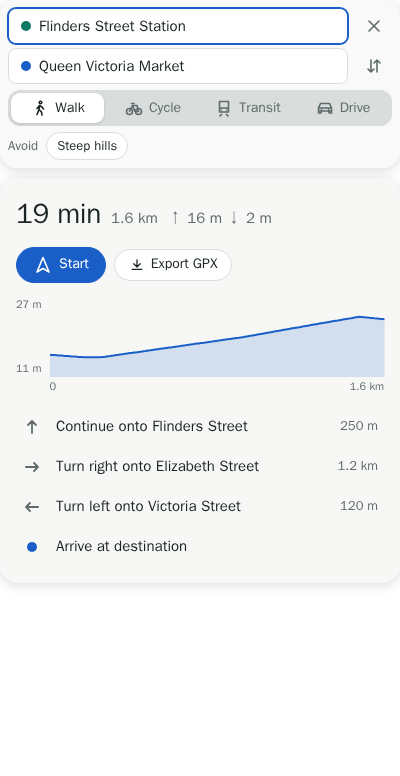 Flinders Street Station
Queen Victoria Market
Walk Cycle Transit Drive
Avoid Steep hills
19 min 1.6 km ↑ 16 m ↓ 2 m
Start Export GPX
27 m
11 m
0 1.6 km
Continue onto Flinders Street 250 m
Turn right onto Elizabeth Street 1.2 km
Turn left onto Victoria Street 120 m
Arrive at destination